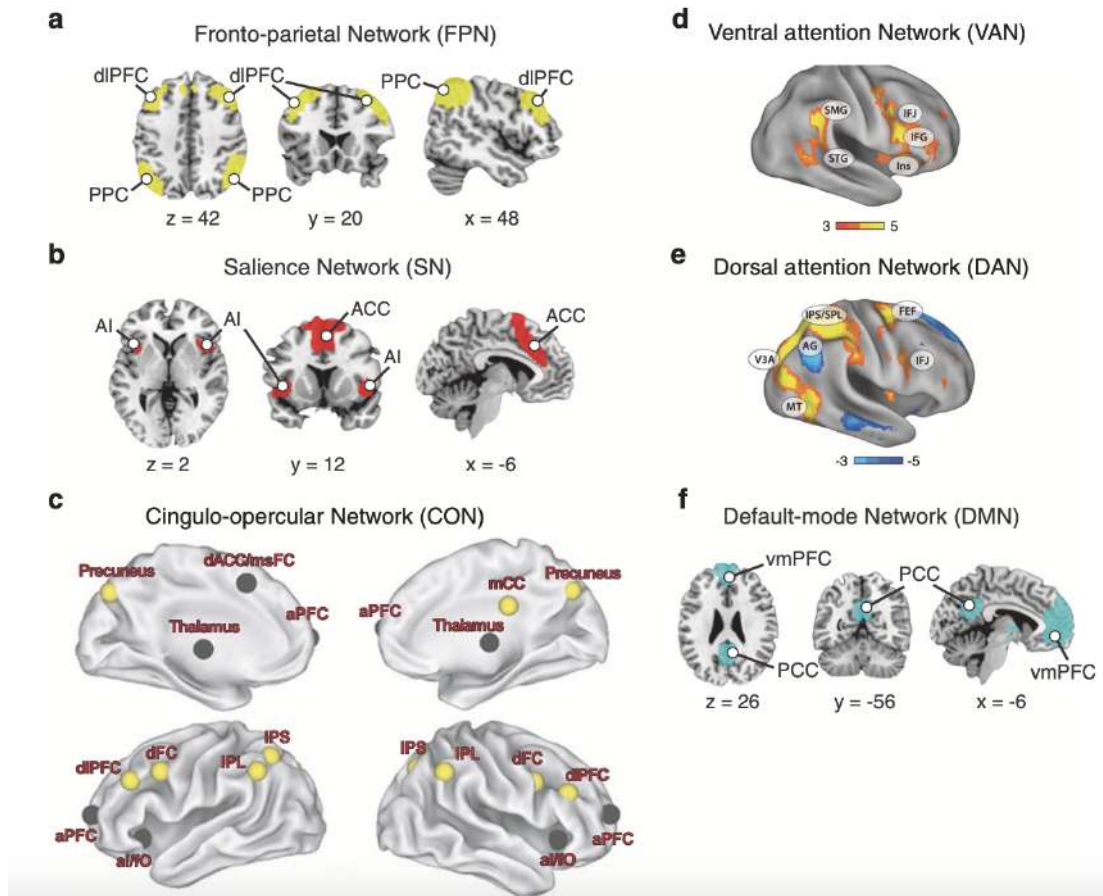 a
Fronto-parietal Network (FPN)
dlPFC
dlPFC
PPC
dlPFC
PPC
PPC
z = 42
y = 20
x = 48
b
Salience Network (SN)
AI
AI
ACC
AI
ACC
z = 2
y = 12
x = -6
c
Cingulo-opercular Network (CON)
Precuneus
dACC/msFC
aPFC
Thalamus
aPFC
mCC
Precuneus
Thalamus
dlPFC
dFC
IPL
IPS
aPFC
aI/fO
IPS
IPL
dFC
dlPFC
aPFC
aI/fO
d
Ventral attention Network (VAN)
SMG
IFJ
IFG
STG
Ins
3
5
e
Dorsal attention Network (DAN)
IPS/SPL
FEF
V3A
AG
IFJ
MT
-3
-5
f
Default-mode Network (DMN)
vmPFC
PCC
PCC
vmPFC
z = 26
y = -56
x = -6